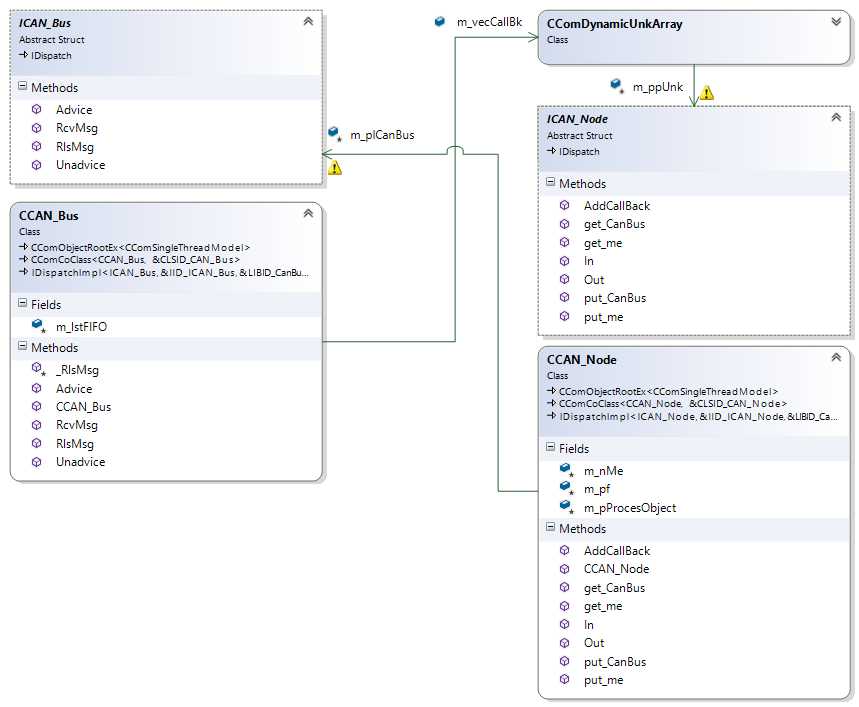 ICAN_Bus
Abstract Struct
IDispatch
Methods
Advice
RcvMsg
RlsMsg
Unadvice
m_vecCallBk
CComDynamicUnkArray
Class
m_ppUnk
m_pICanBus
ICAN_Node
Abstract Struct
IDispatch
Methods
AddCallBack
get_CanBus
get_me
In
Out
put_CanBus
put_me
CCAN_Bus
Class
CComObjectRootEx<CComSingleThreadModel>
CComCoClass<CCAN_Bus, &CLSID_CAN_Bus>
IDispatchImpl<ICAN_Bus, &IID_ICAN_Bus, &LIBID_CanBu...
Fields
m_lstFIFO
Methods
_RlsMsg
Advice
CCAN_Bus
RcvMsg
RlsMsg
Unadvice
CCAN_Node
Class
CComObjectRootEx<CComSingleThreadModel>
CComCoClass<CCAN_Node, &CLSID_CAN_Node>
IDispatchImpl<ICAN_Node, &IID_ICAN_Node, &LIBID_Ca...
Fields
m_nMe
m_pf
m_pProcesObject
Methods
AddCallBack
CCAN_Node
get_CanBus
get_me
In
Out
put_CanBus
put_me